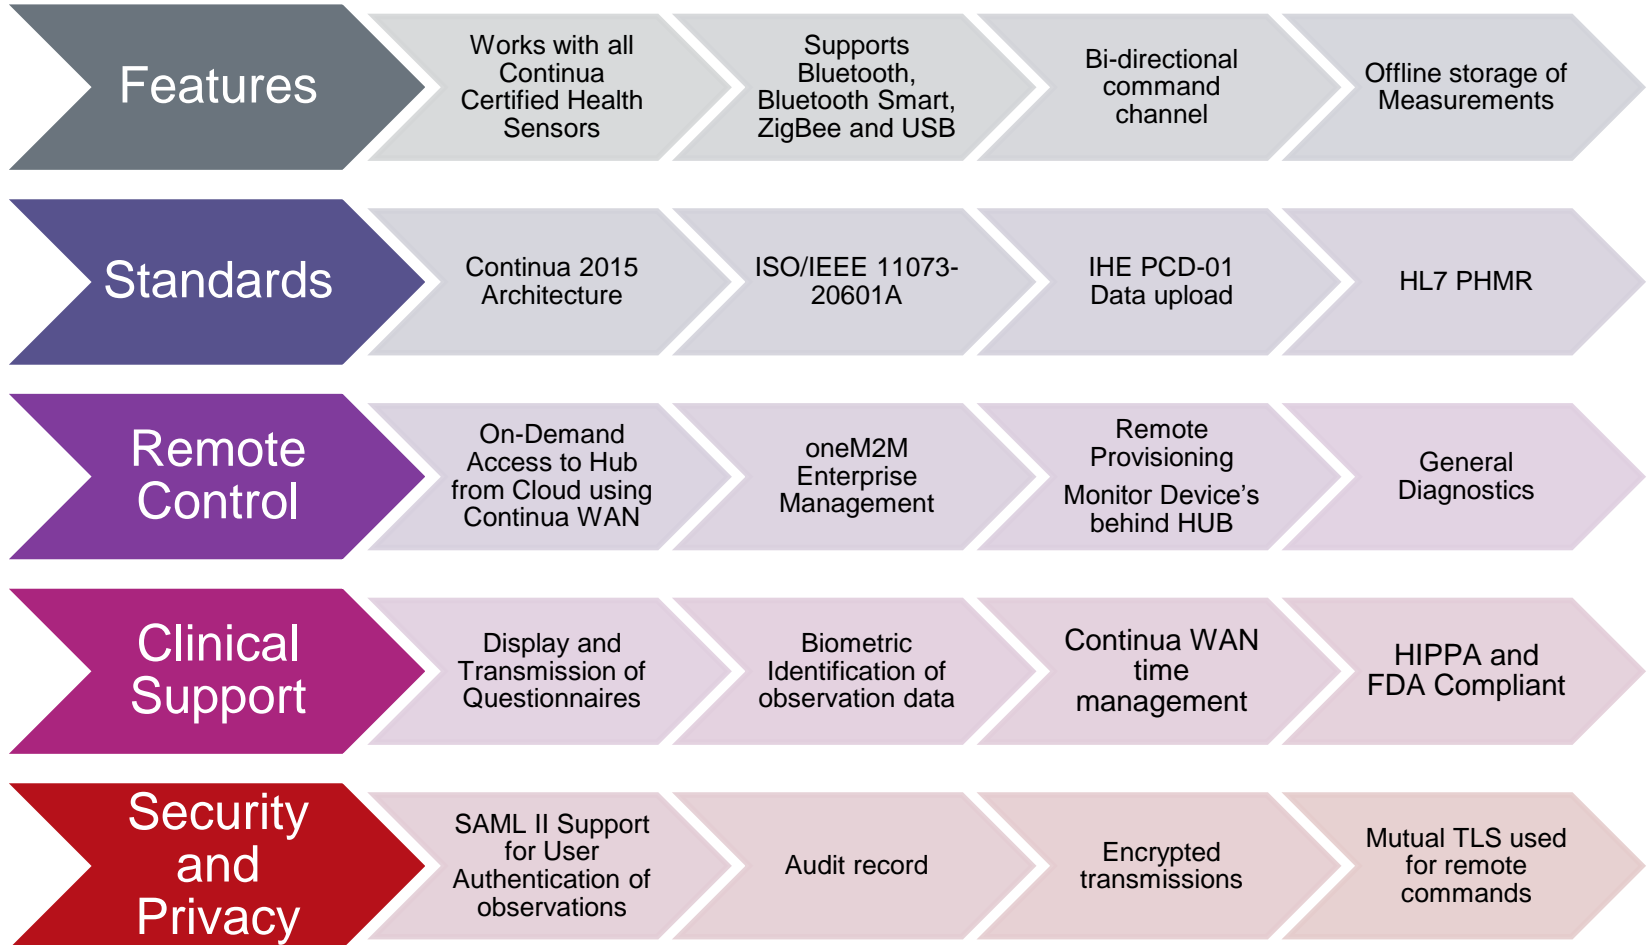 Features
Works with all
Continua
Certified Health
Sensors
Supports
Bluetooth,
Bluetooth Smart,
ZigBee and USB
Bi-directional
command
channel
Offline storage of
Measurements
Standards
Continua 2015
Architecture
ISO/IEEE 11073-
20601A
IHE PCD-01
Data upload
HL7 PHMR
Remote
Control
On-Demand
Access to Hub
from Cloud using
Continua WAN
oneM2M
Enterprise
Management
Remote
Provisioning
Monitor Device’s
behind HUB
General
Diagnostics
Clinical
Support
Display and
Transmission of
Questionnaires
Biometric
Identification of
observation data
Continua WAN
time
management
HIPPA and
FDA Compliant
Security
and
Privacy
SAML II Support
for User
Authentication of
observations
Audit record
Encrypted
transmissions
Mutual TLS used
for remote
commands